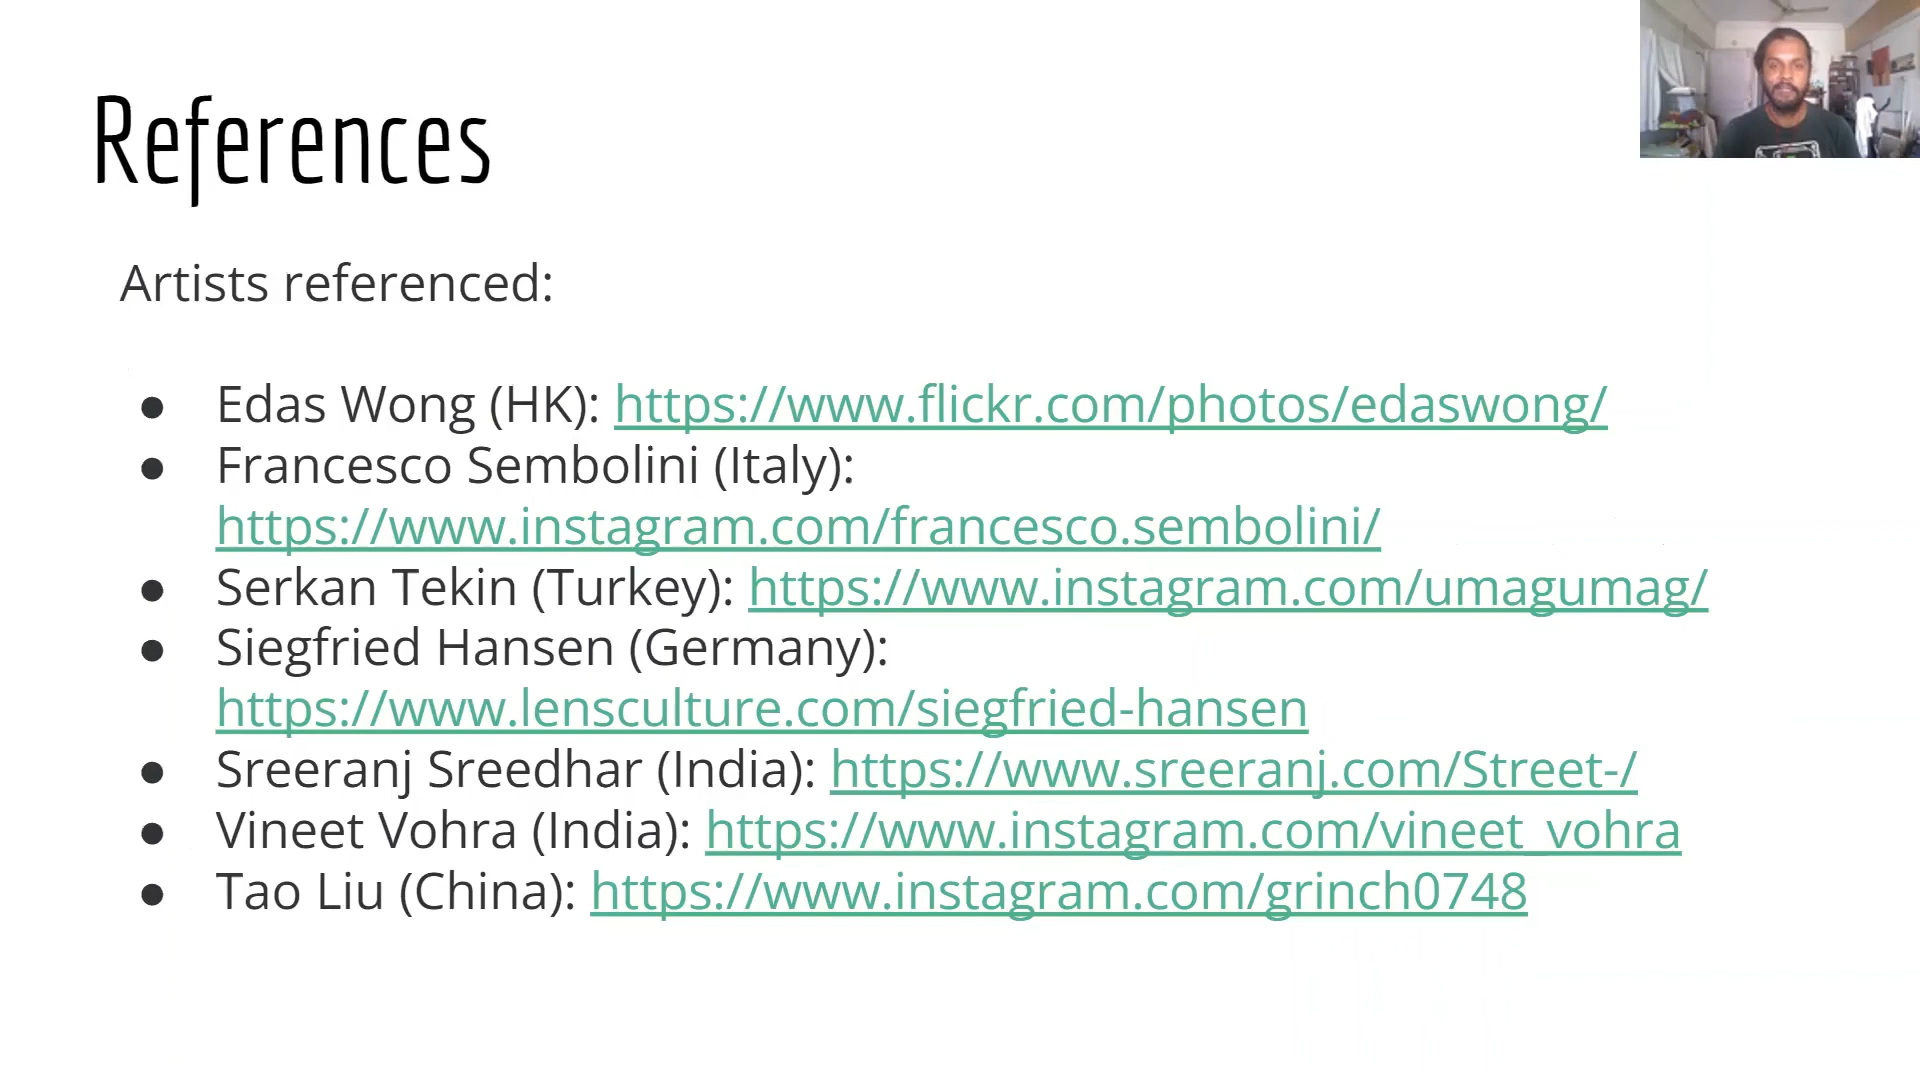 References
Artists referenced:
● Edas Wong (HK): https://www.flickr.com/photos/edaswong/
● Francesco Sembolini (Italy):
https://www.instagram.com/francesco.sembolini/
● Serkan Tekin (Turkey): https://www.instagram.com/umagumag/
● Siegfried Hansen (Germany):
https://www.lensculture.com/siegfried-hansen
● Sreeranj Sreedhar (India): https://www.sreeranj.com/Street-/
● Vineet Vohra (India): https://www.instagram.com/vineet_vohra
● Tao Liu (China): https://www.instagram.com/grinch0748